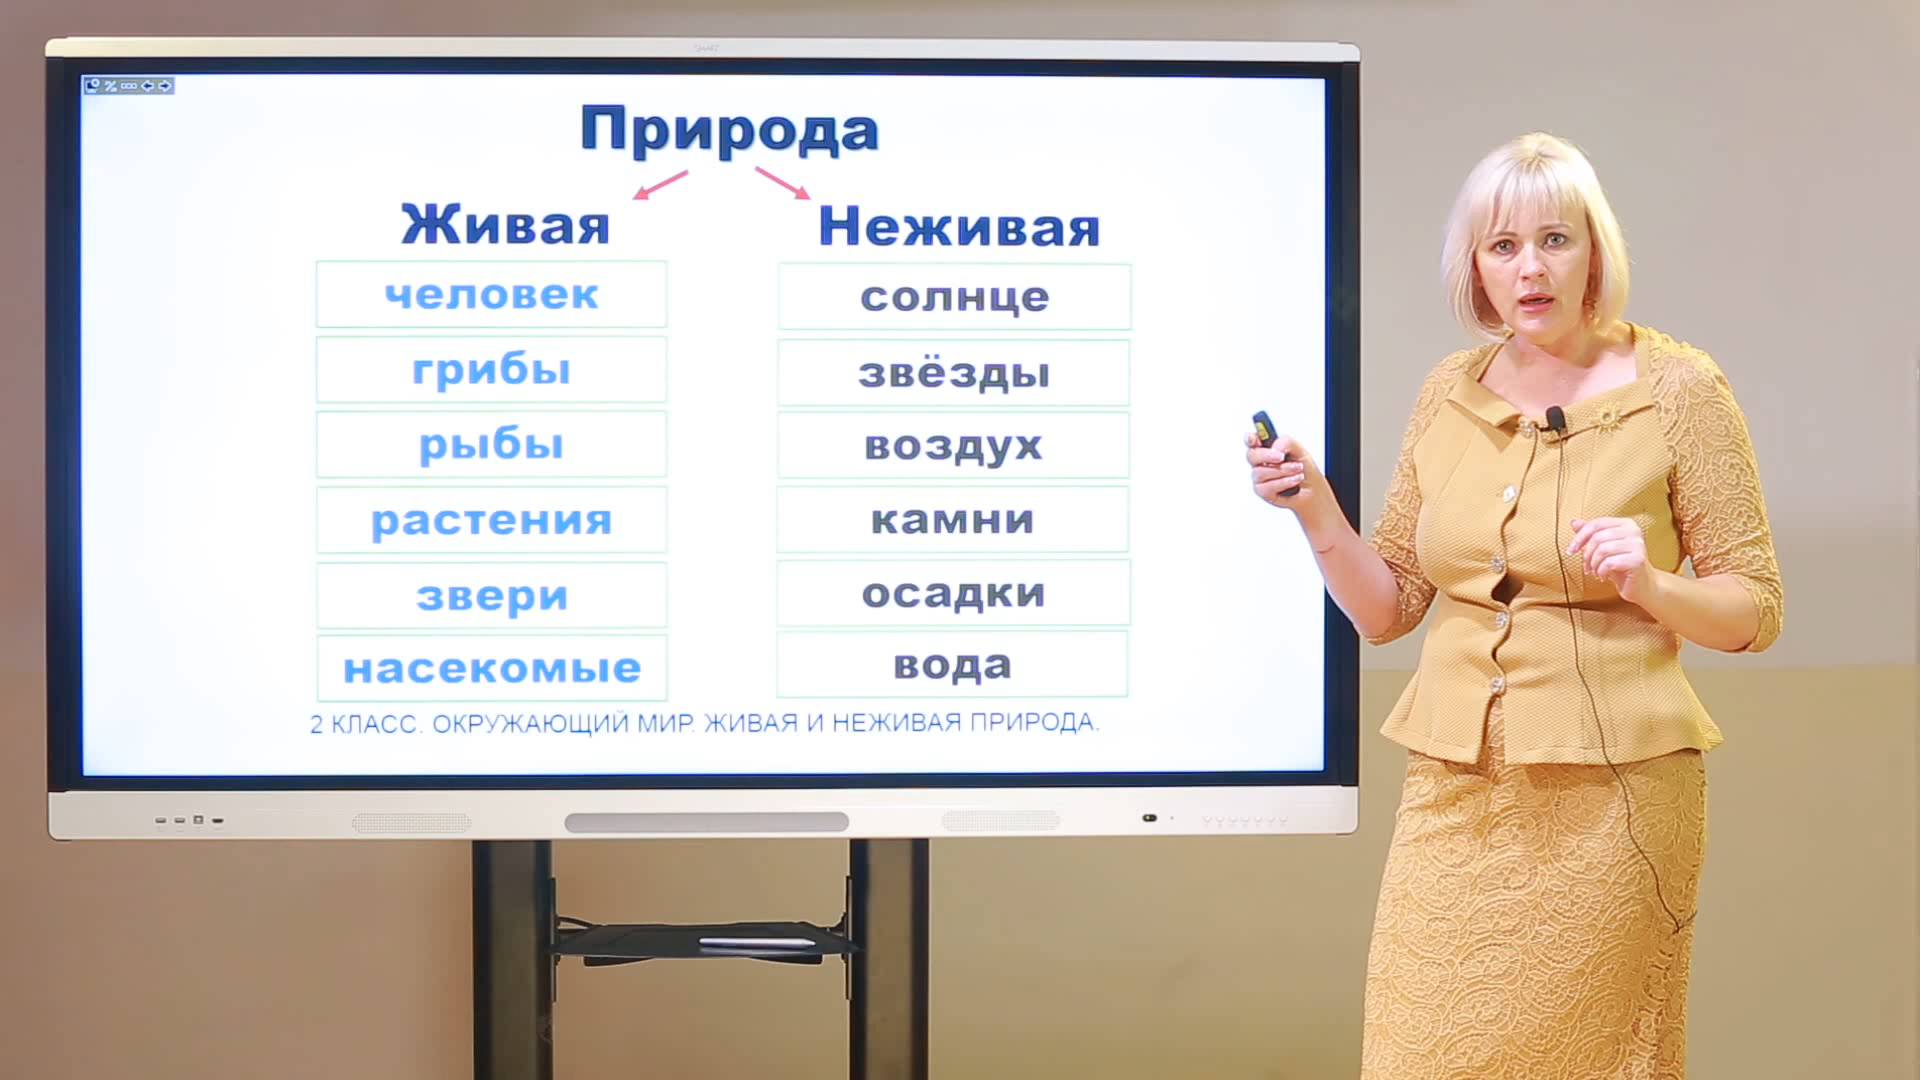 SMART
Природа
Живая
Неживая
человек
грибы
рыбы
растения
звери
насекомые
солнце
звёзды
воздух
камни
осадки
вода
2 КЛАСС. ОКРУЖАЮЩИЙ МИР. ЖИВАЯ И НЕЖИВАЯ ПРИРОДА.